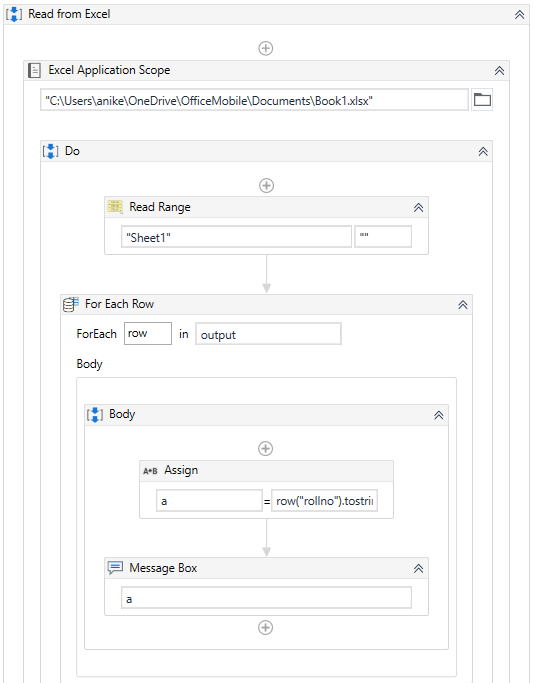 Read from Excel
Excel Application Scope
"C:\Users\anike\OneDrive\OfficeMobile\Documents\Book1.xlsx"
Do
Read Range
"Sheet1" ""
For Each Row
ForEach row in output
Body
Body
A*B Assign
a = row("rollno").tostri
Message Box
a